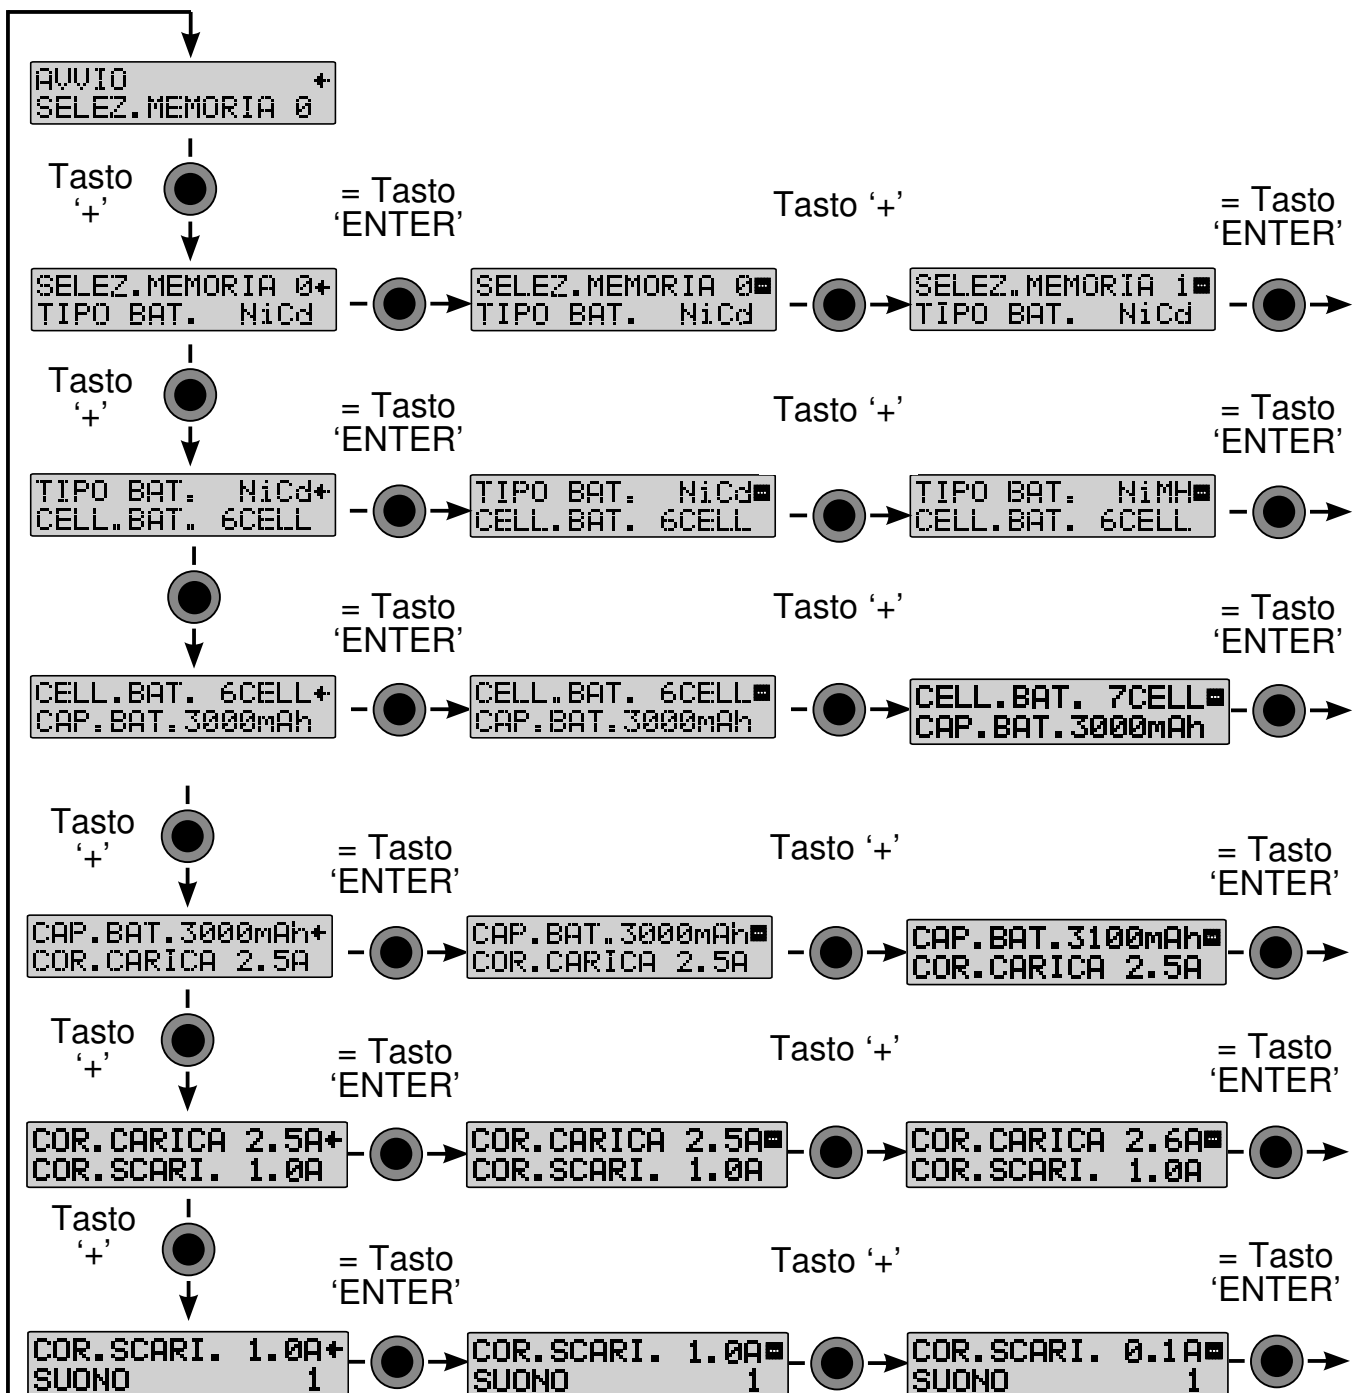 AVVIO
SELEZ.MEMORIA 0
Tasto
‘+’
= Tasto
‘ENTER’
Tasto ‘+’
= Tasto
‘ENTER’
SELEZ.MEMORIA 0
TIPO BAT. NiCd
SELEZ.MEMORIA 0
TIPO BAT. NiCd
SELEZ.MEMORIA 1
TIPO BAT. NiCd
Tasto
‘+’
= Tasto
‘ENTER’
Tasto ‘+’
= Tasto
‘ENTER’
TIPO BAT. NiCd
CELL.BAT. 6CELL
TIPO BAT. NiCd
CELL.BAT. 6CELL
TIPO BAT. NiMH
CELL.BAT. 6CELL
= Tasto
‘ENTER’
Tasto ‘+’
= Tasto
‘ENTER’
CELL.BAT. 6CELL
CAP.BAT.3000mAh
CELL.BAT. 6CELL
CAP.BAT.3000mAh
CELL.BAT. 7CELL
CAP.BAT.3000mAh
Tasto
‘+’
= Tasto
‘ENTER’
Tasto ‘+’
= Tasto
‘ENTER’
CAP.BAT.3000mAh
COR.CARICA 2.5A
CAP.BAT.3000mAh
COR.CARICA 2.5A
CAP.BAT.3100mAh
COR.CARICA 2.5A
Tasto
‘+’
= Tasto
‘ENTER’
Tasto ‘+’
= Tasto
‘ENTER’
COR.CARICA 2.5A
COR.SCARI. 1.0A
COR.CARICA 2.5A
COR.SCARI. 1.0A
COR.CARICA 2.6A
COR.SCARI. 1.0A
Tasto
‘+’
= Tasto
‘ENTER’
Tasto ‘+’
= Tasto
‘ENTER’
COR.SCARI. 1.0A
SUONO 1
COR.SCARI. 1.0A
SUONO 1
COR.SCARI. 0.1A
SUONO 1